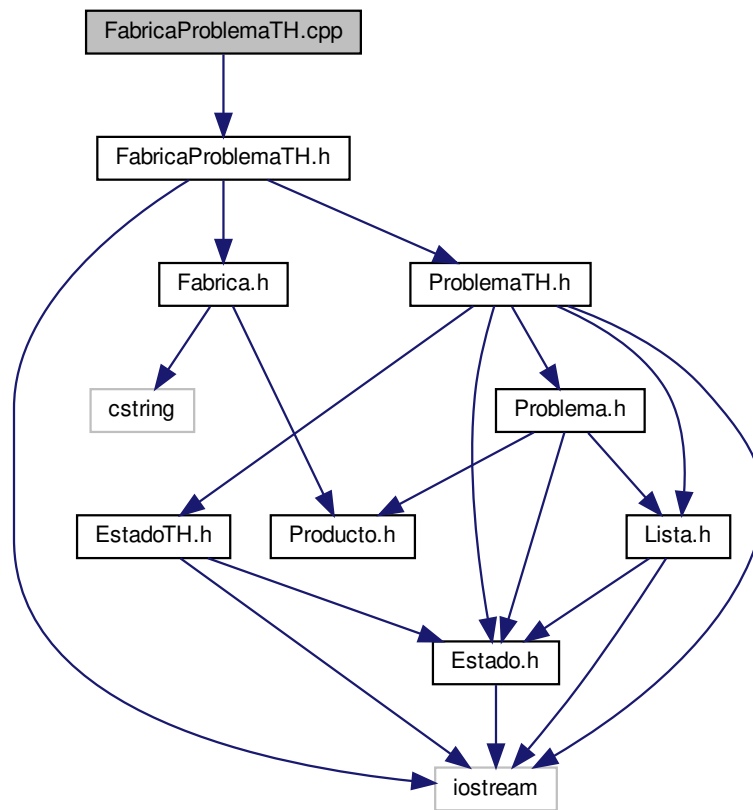 FabricaProblemaTH.cpp
FabricaProblemaTH.h
Fabrica.h
ProblemaTH.h
cstring
Problema.h
EstadoTH.h
Producto.h
Lista.h
Estado.h
iostream